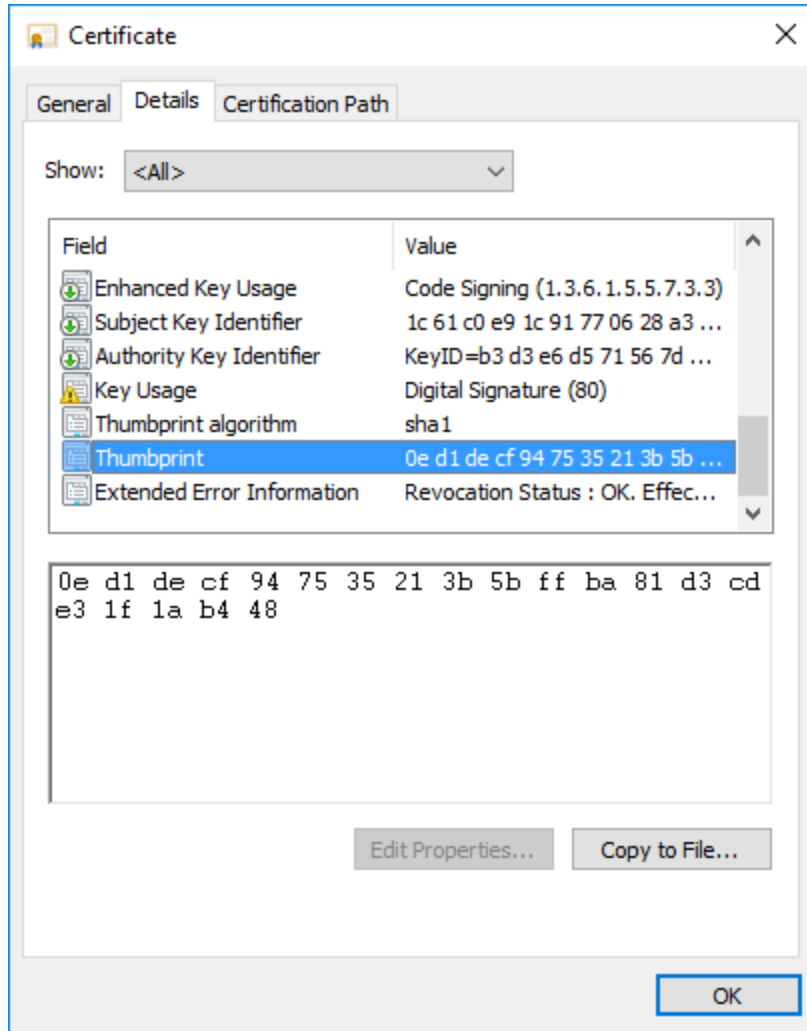 Certificate
General Details Certification Path
Show: <All>
Field Value
Enhanced Key Usage Code Signing (1.3.6.1.5.5.7.3.3)
Subject Key Identifier 1c 61 c0 e9 1c 91 77 06 28 a3 ...
Authority Key Identifier KeyID=b3 d3 e6 d5 71 56 7d ...
Key Usage Digital Signature (80)
Thumbprint algorithm sha1
Thumbprint 0e d1 de cf 94 75 35 21 3b 5b ...
Extended Error Information Revocation Status : OK. Effec...
0e d1 de cf 94 75 35 21 3b 5b ff ba 81 d3 cd
e3 1f 1a b4 48
Edit Properties... Copy to File...
OK